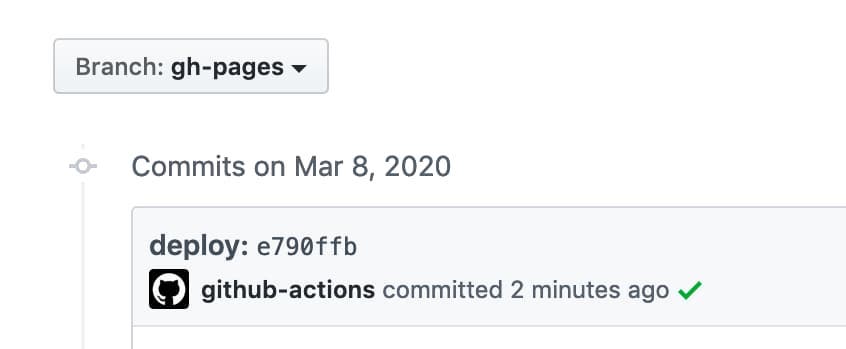 Branch: gh-pages
Commits on Mar 8, 2020
deploy: e790ffb
github-actions committed 2 minutes ago